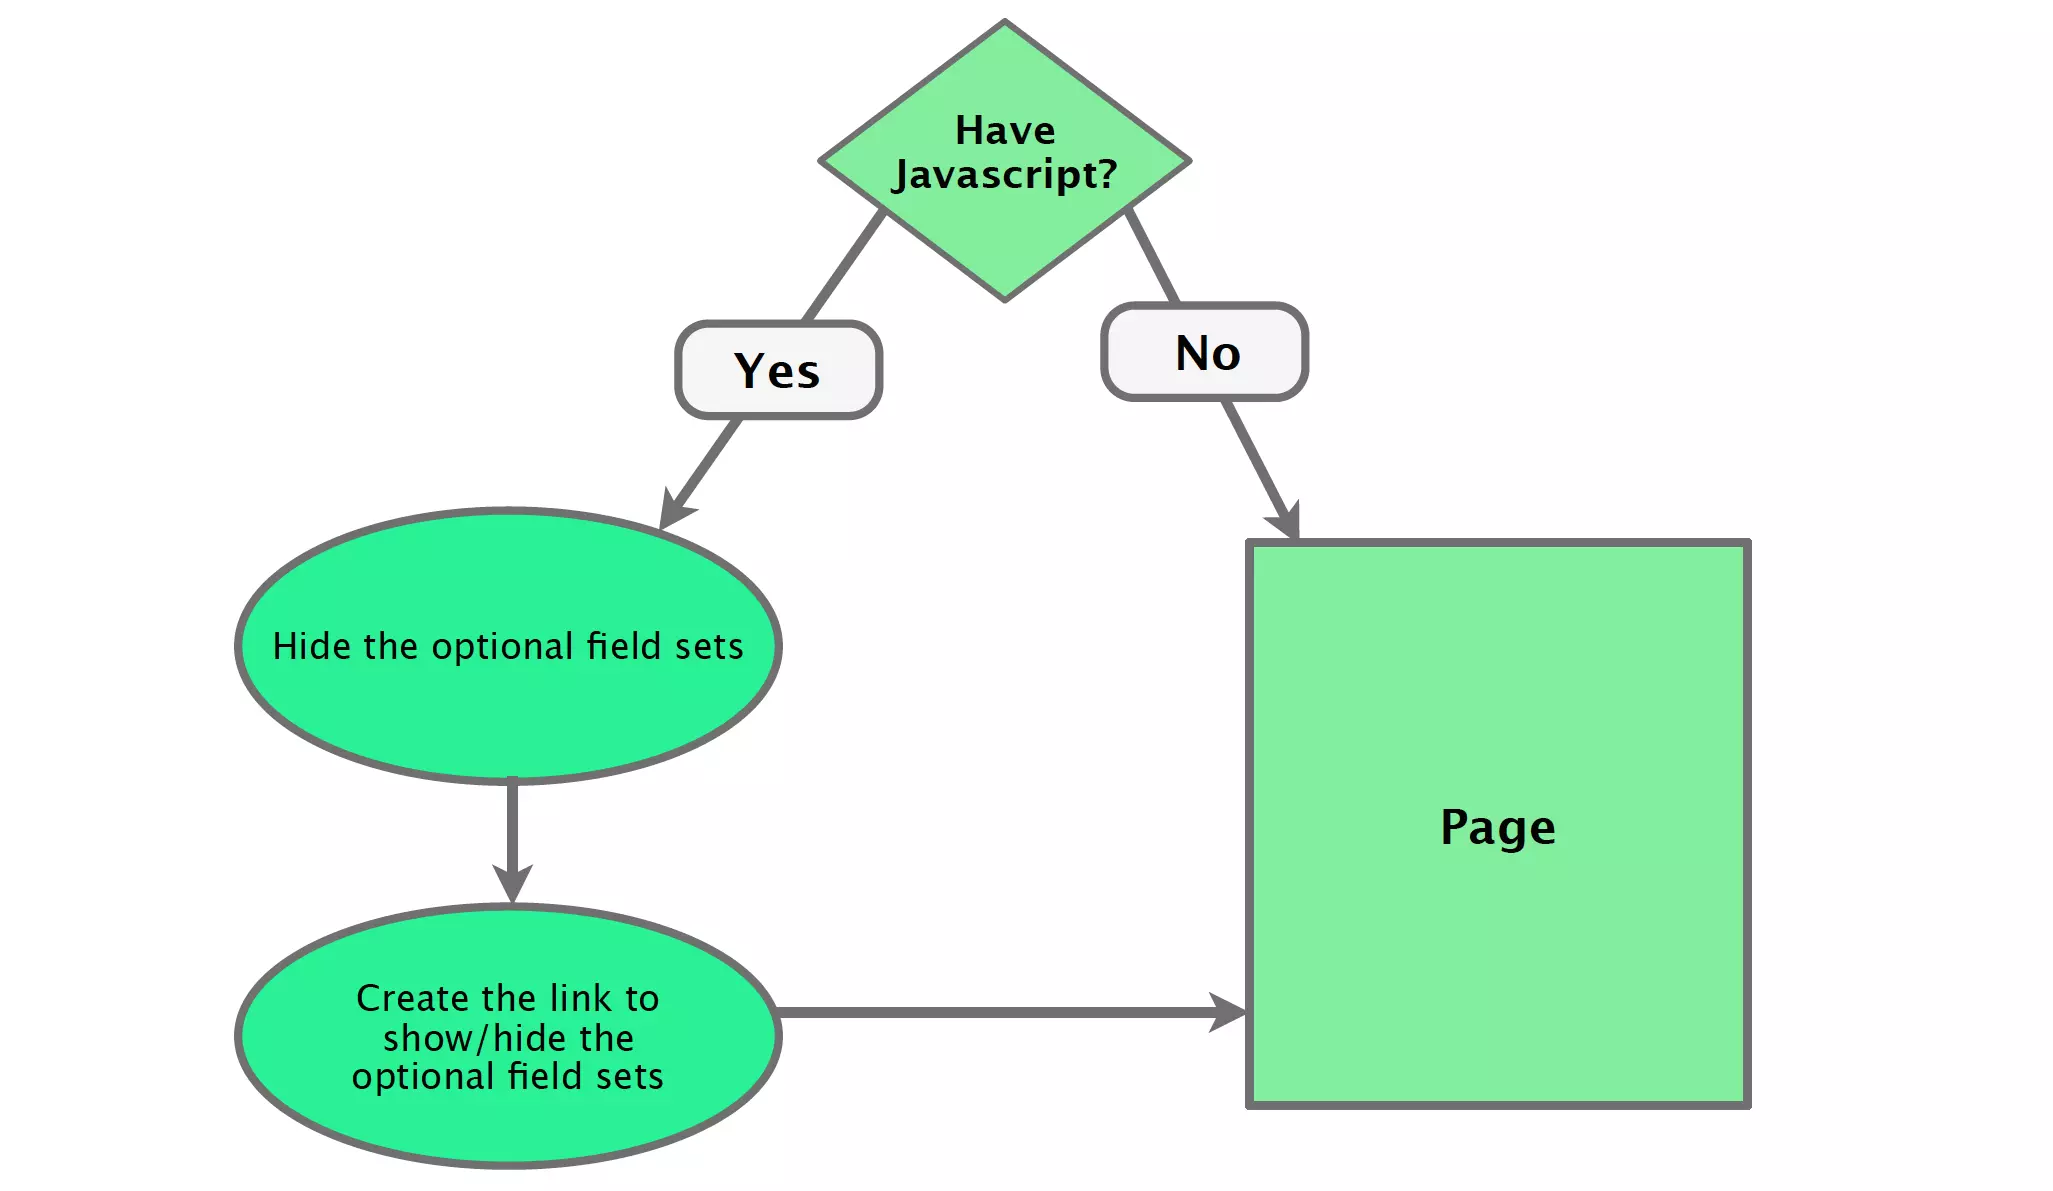 Have
Javascript?
Yes
No
Hide the optional field sets
Page
Create the link to
show/hide the
optional field sets